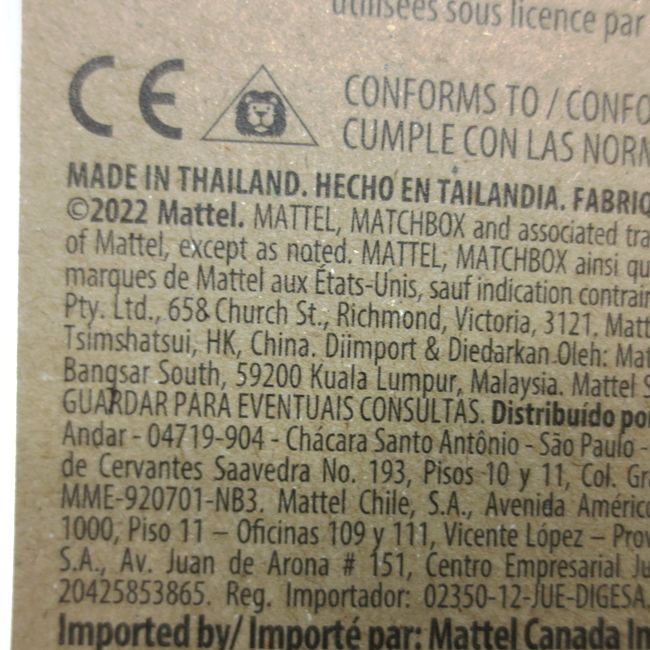 utilisées sous licence par
CE
CONFORMS TO / CONFO
CUMPLE CON LAS NORM
MADE IN THAILAND. HECHO EN TAILANDIA. FABRIQ
©2022 Mattel. MATTEL, MATCHBOX and associated tra
of Mattel, except as noted. MATTEL, MATCHBOX ainsi qu
marques de Mattel aux États-Unis, sauf indication contrair
Pty. Ltd., 658 Church St., Richmond, Victoria, 3121. Matt
Tsimshatsui, HK, China. Diimport & Diedarkan Oleh: Mat
Bangsar South, 59200 Kuala Lumpur, Malaysia. Mattel S
GUARDAR PARA EVENTUAIS CONSULTAS. Distribuído po
Andar - 04719-904 - Chácara Santo Antônio - São Paulo -
de Cervantes Saavedra No. 193, Pisos 10 y 11, Col. Gr
MME-920701-NB3. Mattel Chile, S.A., Avenida Améric
1000, Piso 11 – Oficinas 109 y 111, Vicente López – Prov
S.A., Av. Juan de Arona # 151, Centro Empresarial Ju
20425853865. Reg. Importador: 02350-12-JUE-DIGESA.
Imported by/ Importé par: Mattel Canada In